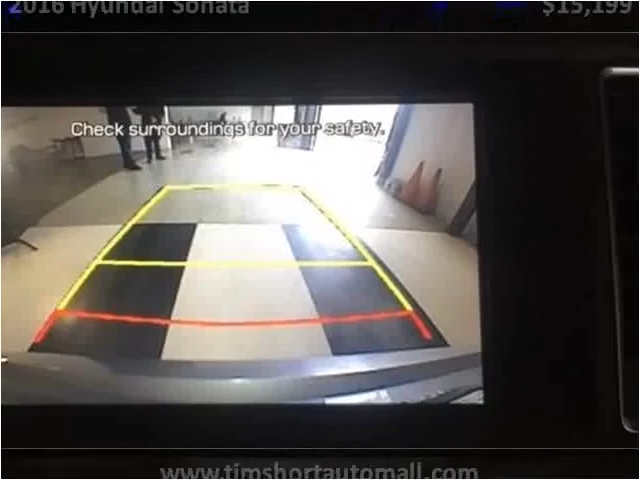 2016 Hyundai Sonata $15,199
Check surroundings for your safety.
www.timshortautomall.com